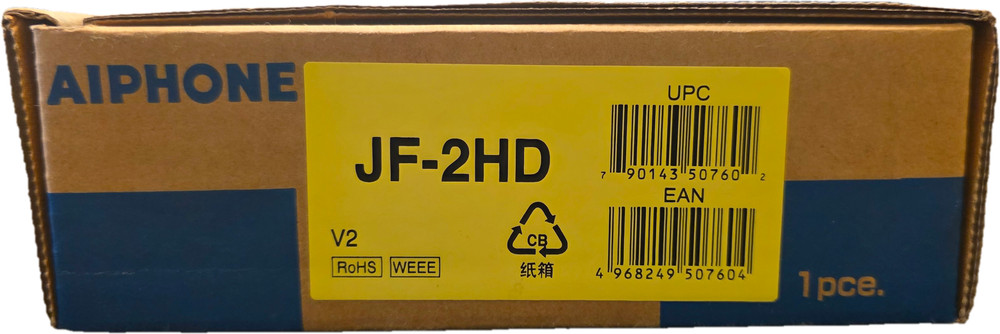 AIPHONE
JF-2HD
V2
RoHS WEEE
CB
纸箱
UPC
7 90143 50760 2
EAN
4 968249 507604
1pce.